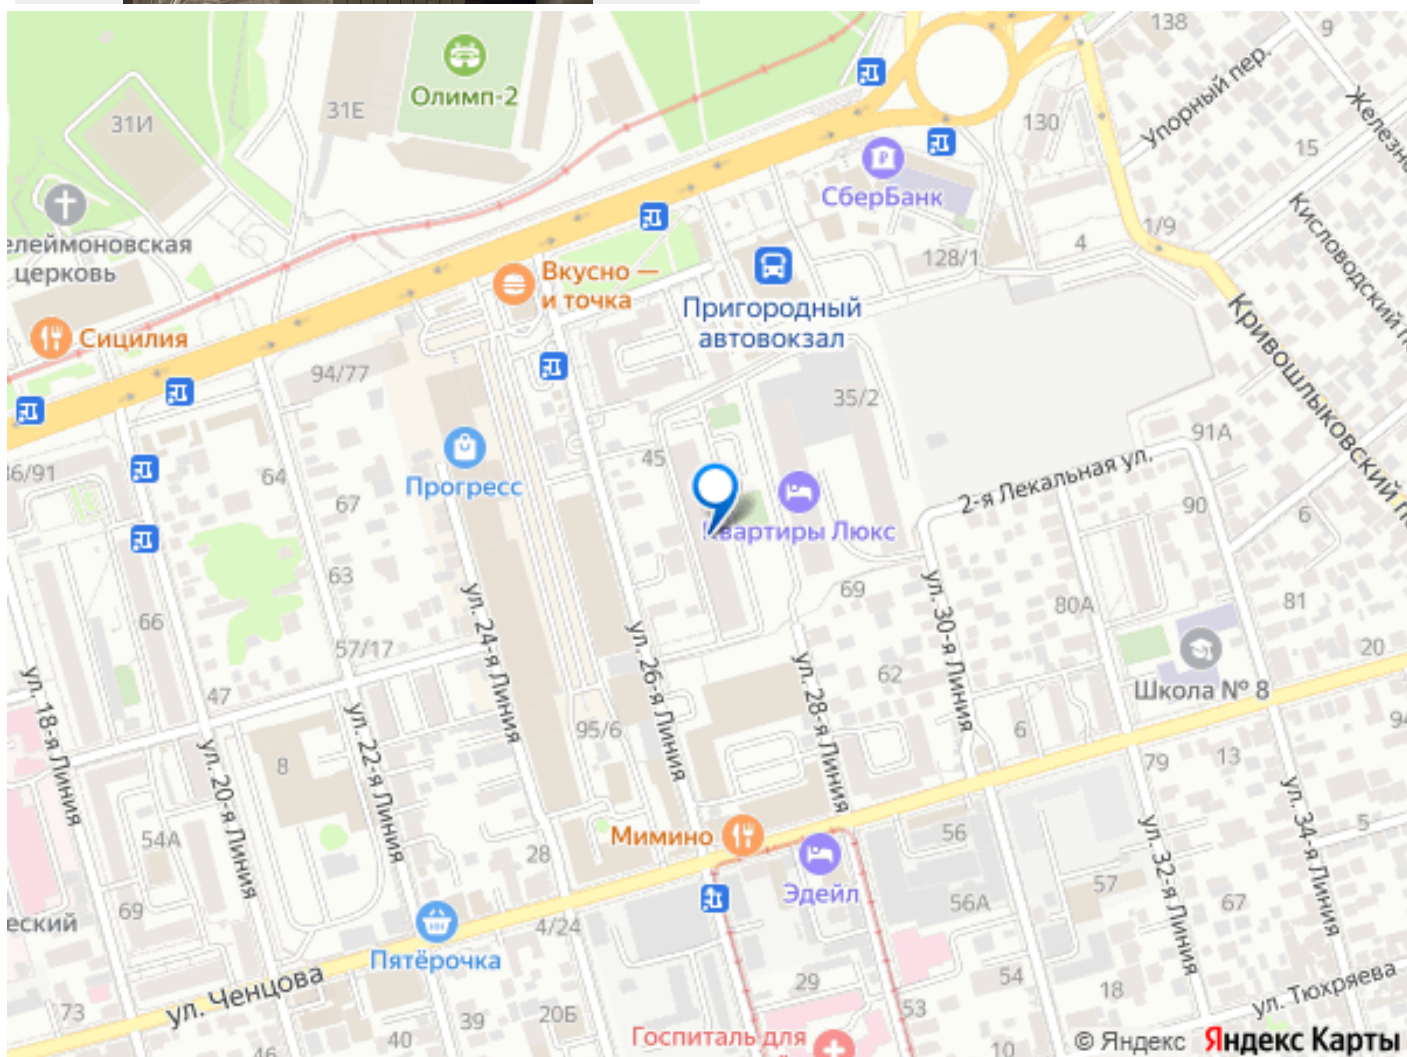 138
9
Упорный пер.
Железно
31Е
Олимп-2
31И
130
15
СберБанк
Кисловодский п
1/9
4
елеймоновская
церковь
128/1
Вкусно —
и точка
Пригородный
автовокзал
Сицилия
Кривошлыковский п
94/77
35/2
91А
45
Прогресс
2-я Лекальная ул.
36/91
64
67
90
6
Квартиры Люкс
63
ул. 24-я Линия
69
ул. 30-я Линия
80А
81
66
57/17
ул. 26-я Линия
20
ул. 18-я Линия
47
ул. 28-я Линия
62
Школа № 8
ул. 22-я Линия
95/6
6
94
ул. 20-я Линия
8
79
13
ул. 34-я Линия
54А
Мимино
56
5
28
ул. 32-я Линия
Эдейл
57
67
69
еский
4/24
56А
Пятёрочка
ул. Ченцова
29
54
18
ул. Тюхряева
73
39
20Б
53
40
46
Госпиталь для
10
© Яндекс Яндекс Карты